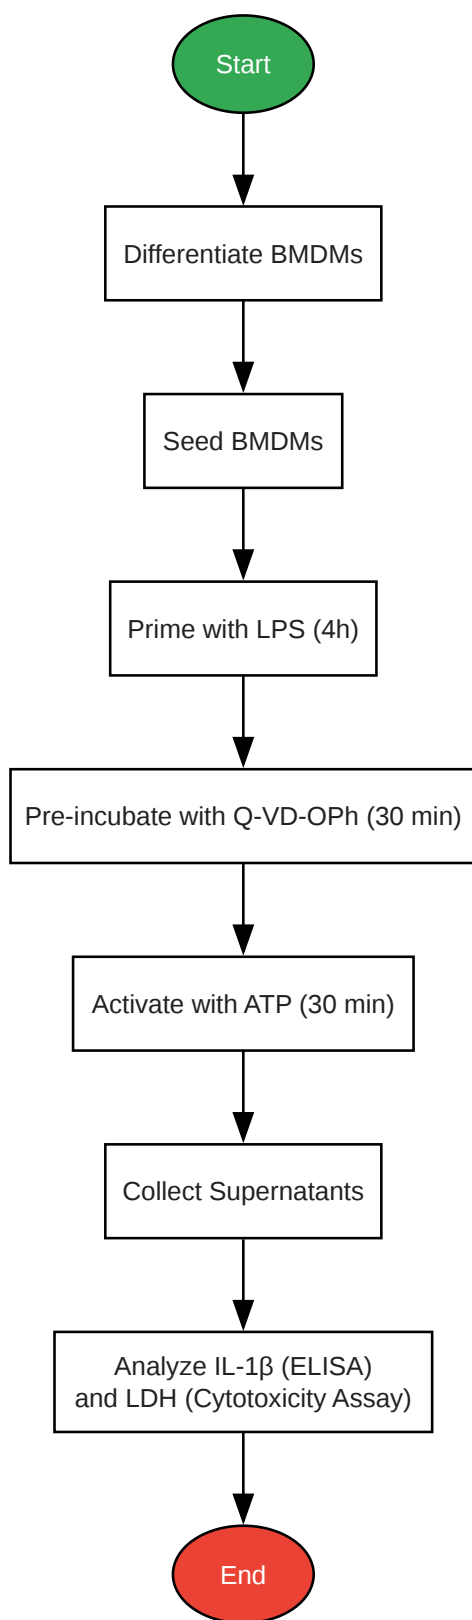 Start
Differentiate BMDMs
Seed BMDMs
Prime with LPS (4h)
Pre-incubate with Q-VD-OPh (30 min)
Activate with ATP (30 min)
Collect Supernatants
Analyze IL-1β (ELISA)
and LDH (Cytotoxicity Assay)
End